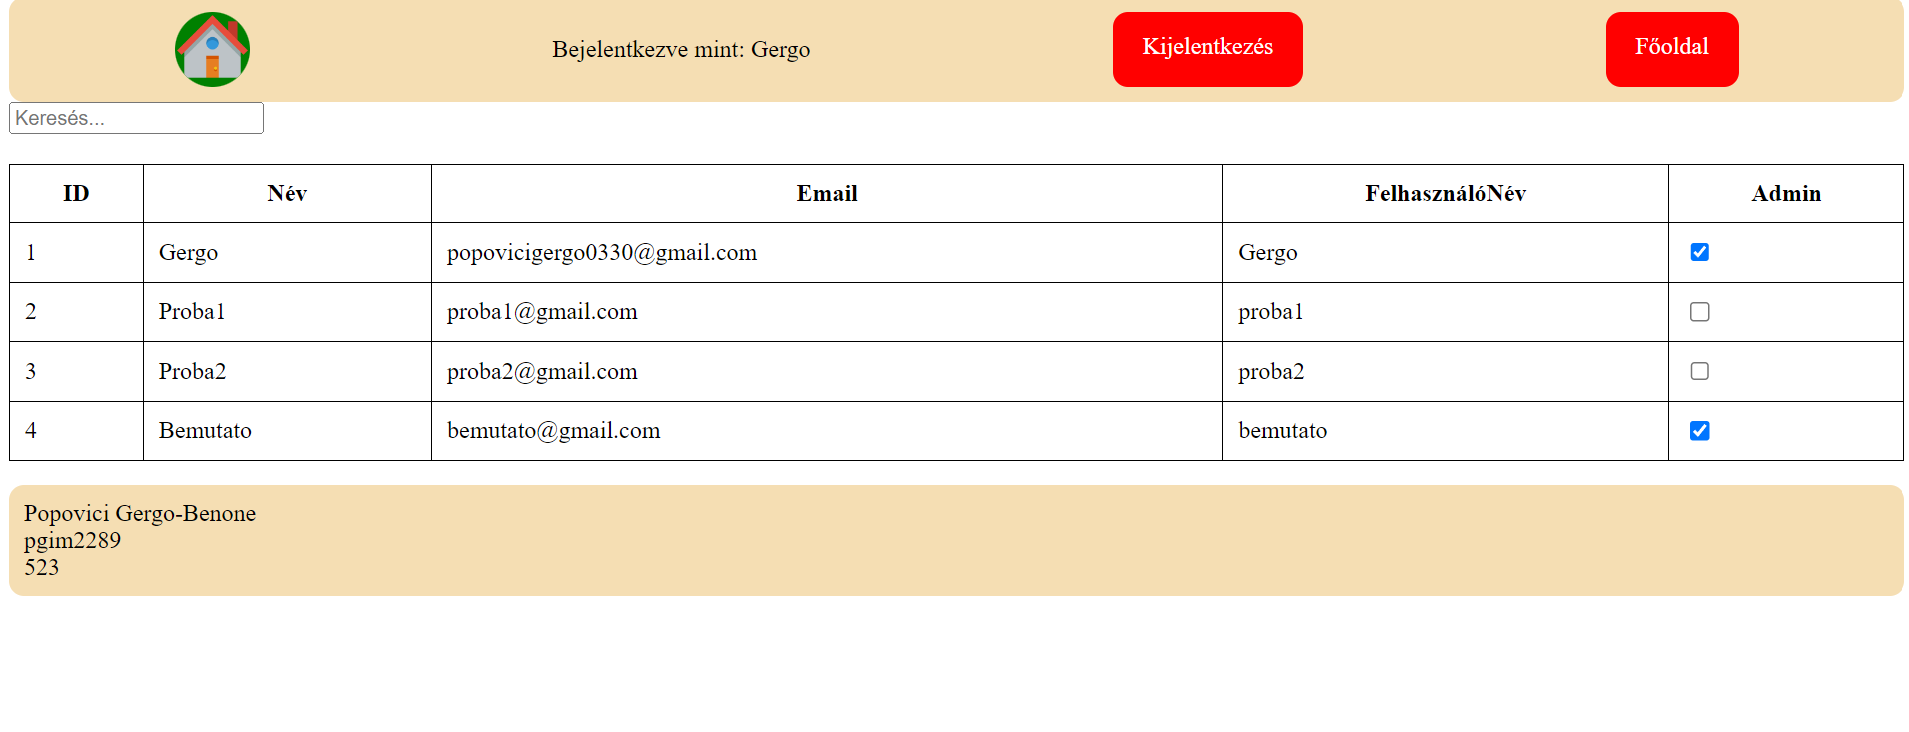 Bejelentkezve mint: Gergo Kijelentkezés Főoldal
Keresés...
ID Név Email FelhasználóNév Admin
1 Gergo popovicigergo0330@gmail.com Gergo
2 Proba1 proba1@gmail.com proba1
3 Proba2 proba2@gmail.com proba2
4 Bemutato bemutato@gmail.com bemutato
Popovici Gergo-Benone
pgim2289
523